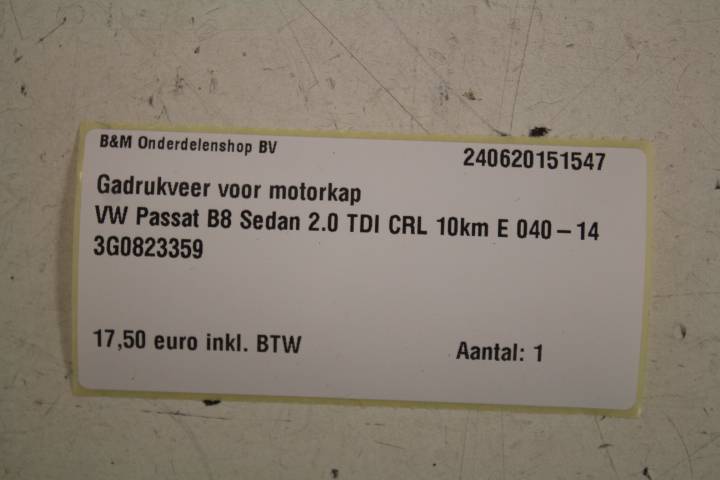 B&M Onderdelenshop BV
240620151547
Gadrukveer voor motorkap
VW Passat B8 Sedan 2.0 TDI CRL 10km E 040 – 14
3G0823359
17,50 euro inkl. BTW
Aantal: 1